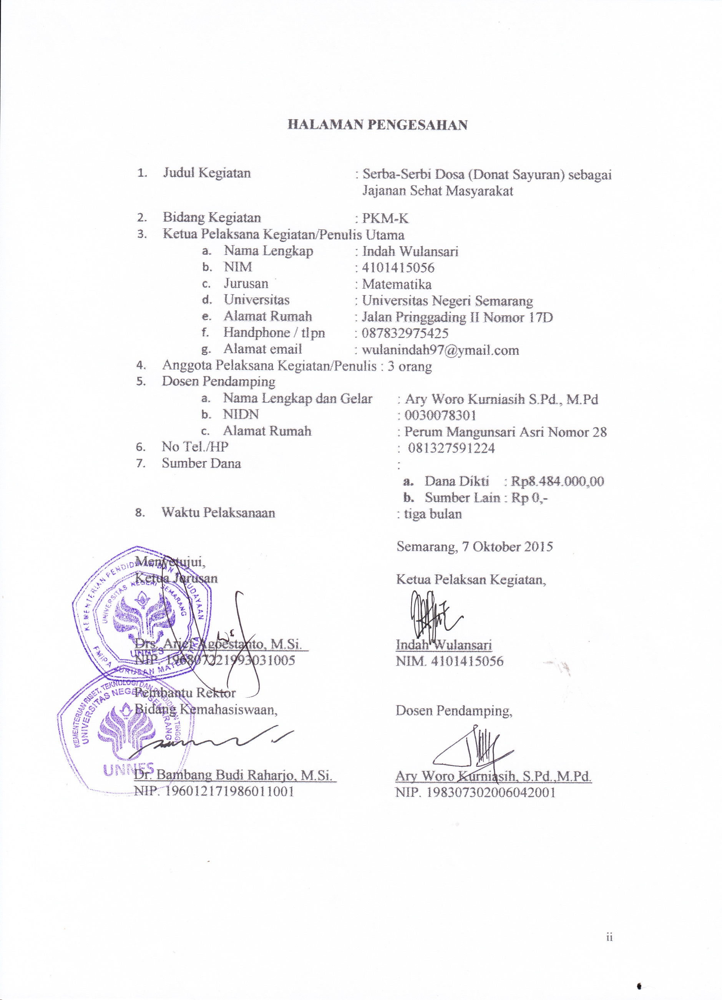 HALAMAN PENGESAHAN
1. Judul Kegiatan : Serba-Serbi Dosa (Donat Sayuran) sebagai
Jajanan Sehat Masyarakat
2. Bidang Kegiatan : PKM-K
3. Ketua Pelaksana Kegiatan/Penulis Utama
a. Nama Lengkap : Indah Wulansari
b. NIM : 4101415056
c. Jurusan : Matematika
d. Universitas : Universitas Negeri Semarang
e. Alamat Rumah : Jalan Pringgading II Nomor 17D
f. Handphone / tlpn : 087832975425
g. Alamat email : wulanindah97@ymail.com
4. Anggota Pelaksana Kegiatan/Penulis : 3 orang
5. Dosen Pendamping
a. Nama Lengkap dan Gelar : Ary Woro Kurniasih S.Pd., M.Pd
b. NIDN : 0030078301
c. Alamat Rumah : Perum Mangunsari Asri Nomor 28
6. No Tel./HP : 081327591224
7. Sumber Dana :
a. Dana Dikti : Rp8.484.000,00
b. Sumber Lain : Rp 0,-
8. Waktu Pelaksanaan : tiga bulan
Semarang, 7 Oktober 2015
Menyetujui,
Ketua Jurusan Ketua Pelaksan Kegiatan,
KEMENTERIAN PENDIDIKAN DAN KEBUDAYAAN
UNIVERSITAS NEGERI SEMARANG
UNNES
FMIPA JURUSAN MATEMATIKA
Drs. Arief Agoestanto, M.Si. Indah Wulansari
NIP. 196807221993031005 NIM. 4101415056
Pembantu Rektor
Bidang Kemahasiswaan, Dosen Pendamping,
KEMENTERIAN RISET, TEKNOLOGI DAN PENDIDIKAN TINGGI
UNIVERSITAS NEGERI SEMARANG
UNNES
Dr. Bambang Budi Raharjo, M.Si. Ary Woro Kurniasih, S.Pd.,M.Pd.
NIP. 196012171986011001 NIP. 198307302006042001
ii